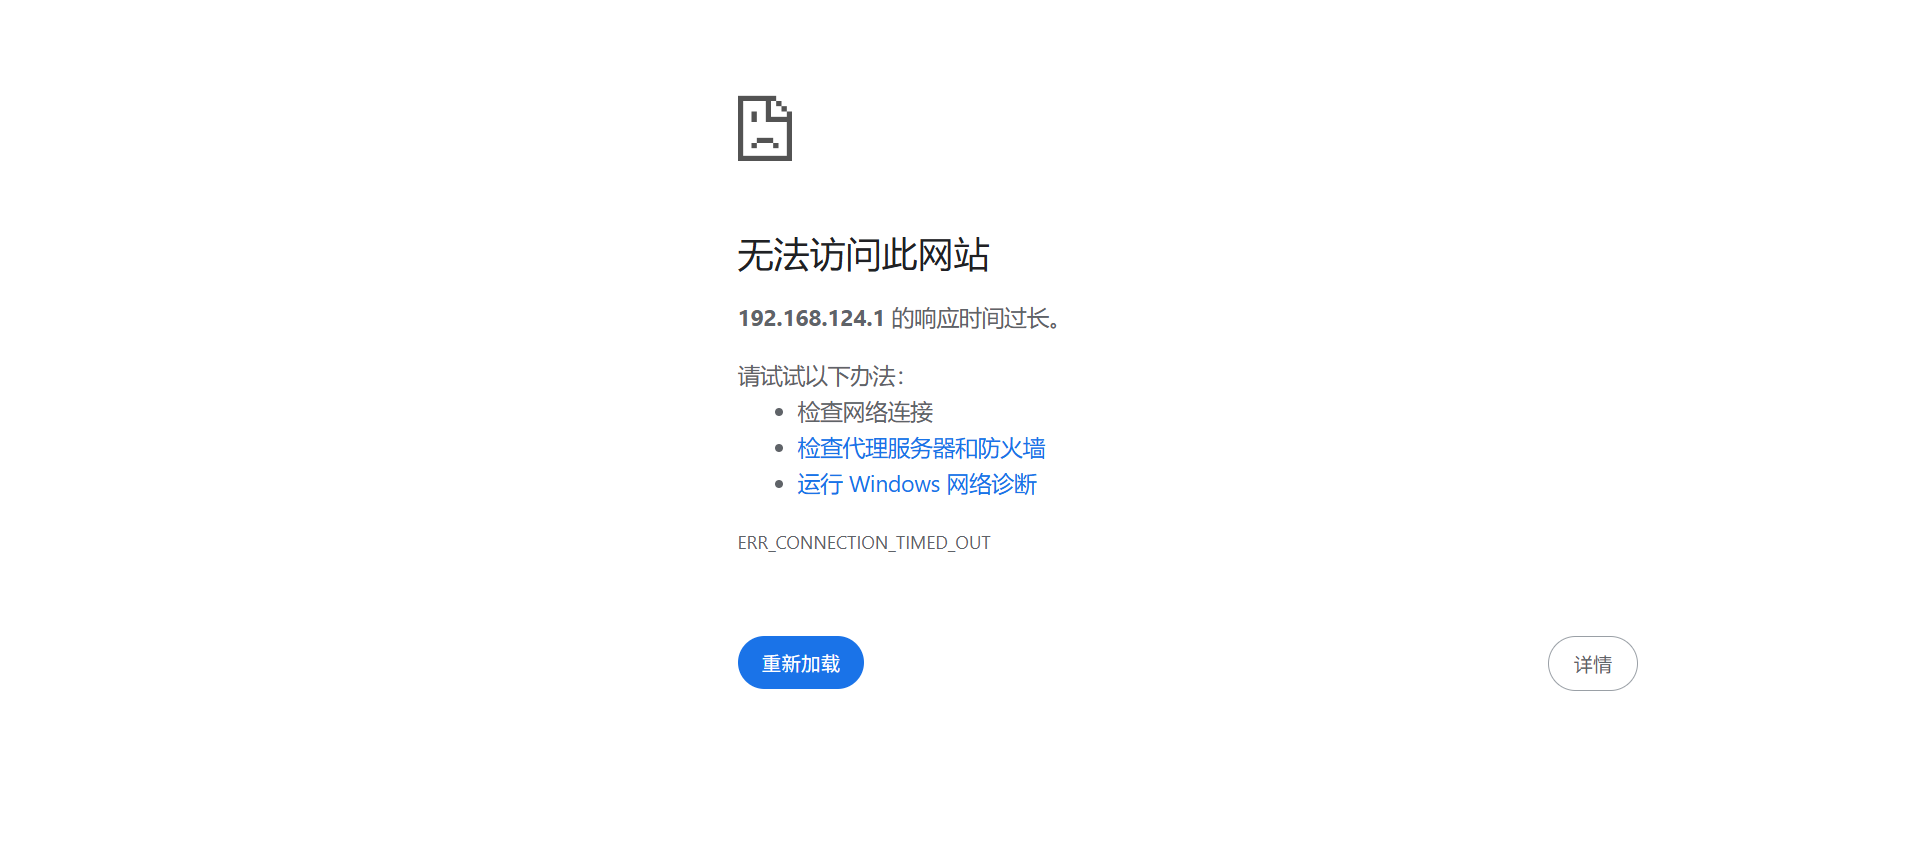 无法访问此网站
192.168.124.1 的响应时间过长。
请试试以下办法：
检查网络连接
检查代理服务器和防火墙
运行 Windows 网络诊断
ERR_CONNECTION_TIMED_OUT
重新加载
详情